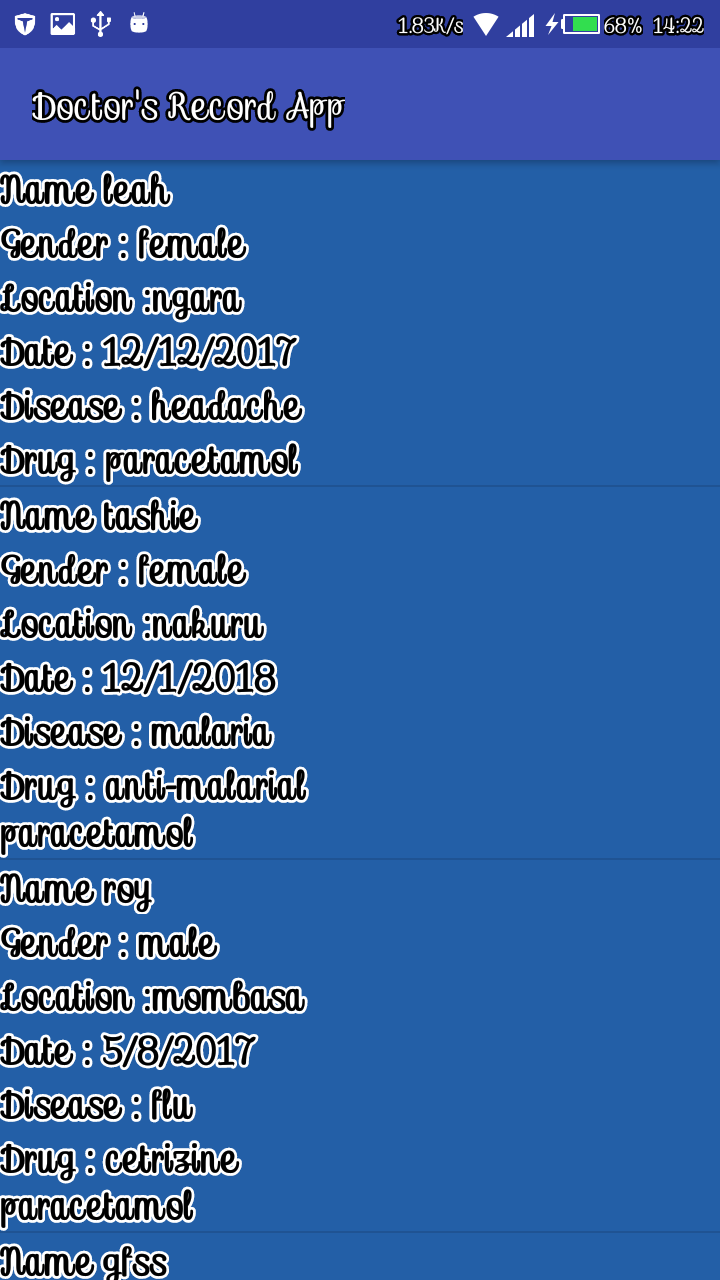 1.83K/s 68% 14:22
Doctor's Record App
Name leah
Gender : female
Location :ngara
Date : 12/12/2017
Disease : headache
Drug : paracetamol
Name tashie
Gender : female
Location :nakuru
Date : 12/1/2018
Disease : malaria
Drug : anti-malarial
paracetamol
Name roy
Gender : male
Location :mombasa
Date : 5/8/2017
Disease : flu
Drug : cetrizine
paracetamol
Name gfss